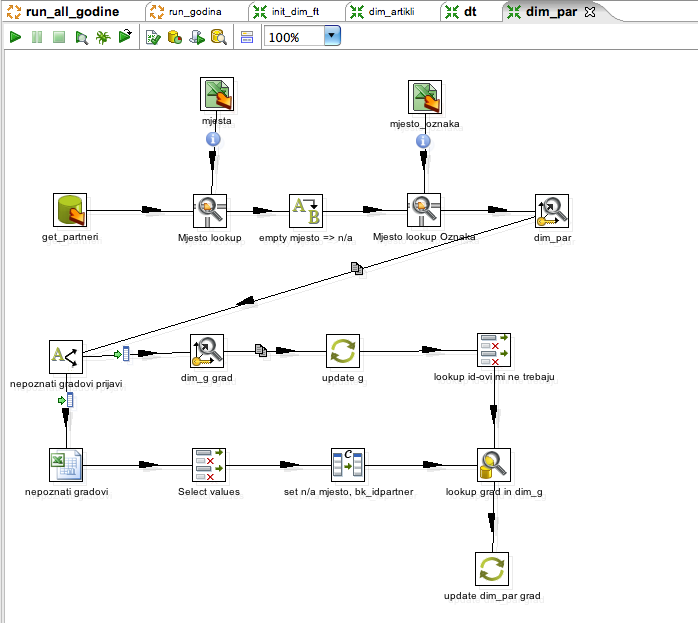 run_all_godine run_godina init_dim_ft dim_artikli dt dim_par
100%
mjesta mjesto_oznaka
get_partneri Mjesto lookup empty mjesto => n/a Mjesto lookup Oznaka dim_par
nepoznati gradovi prijavi dim_g grad update g lookup id-ovi mi ne trebaju
nepoznati gradovi Select values set n/a mjesto, bk_idpartner lookup grad in dim_g
update dim_par grad